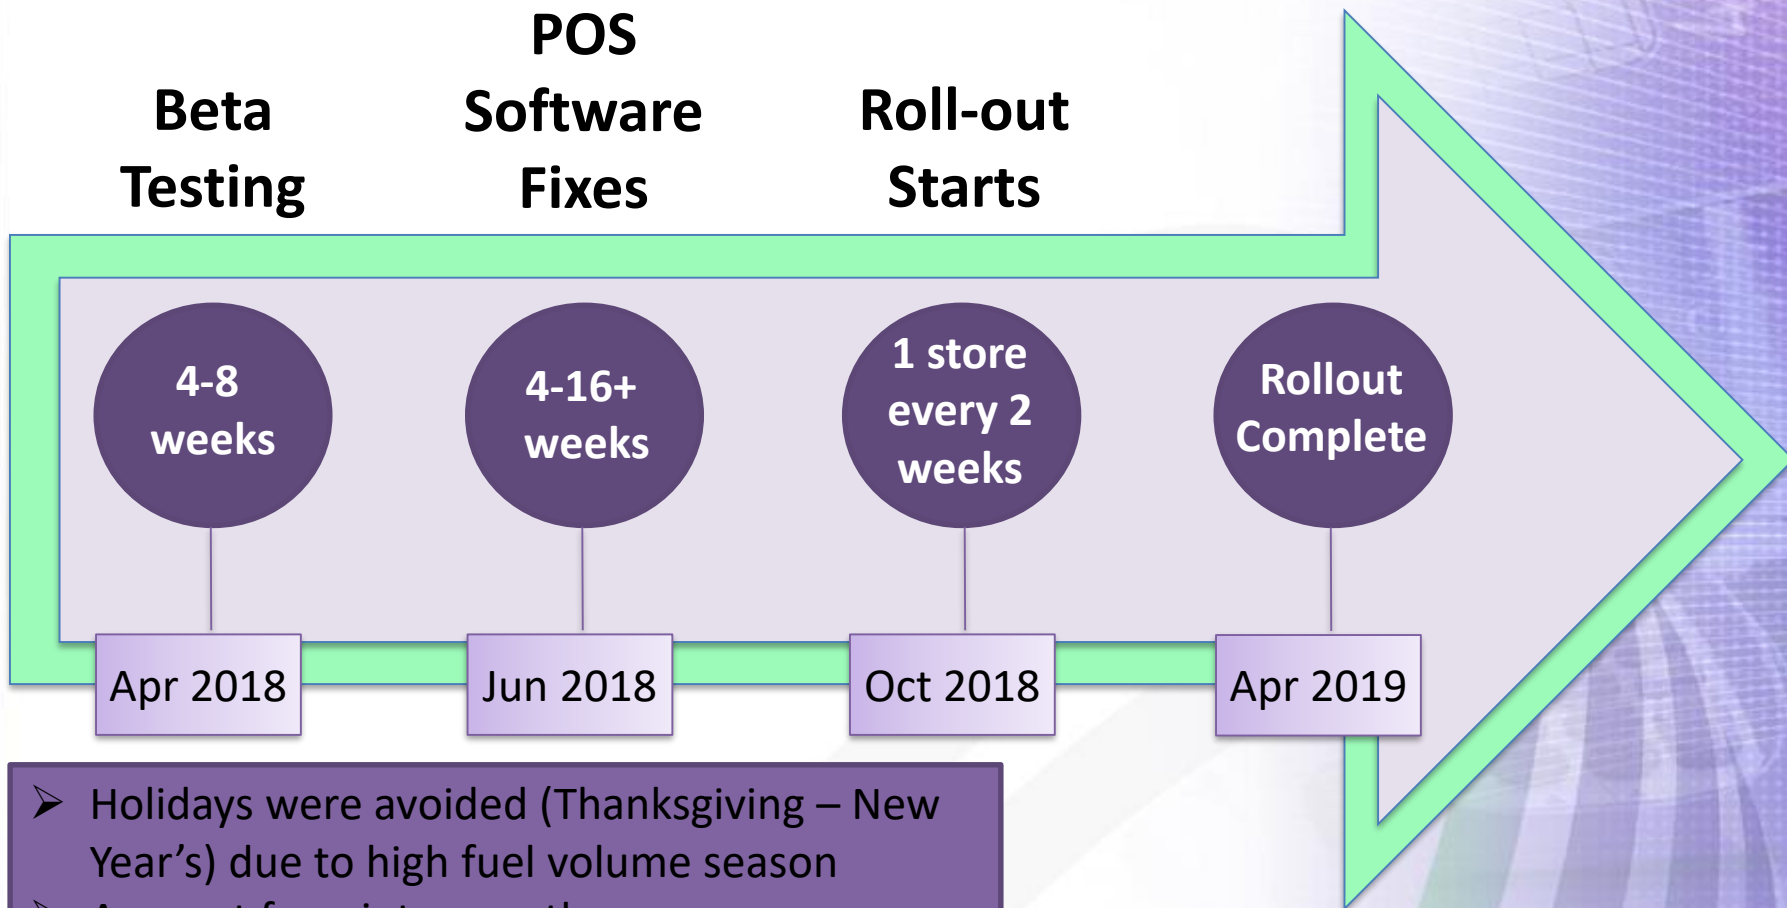 POS
Beta
Software
Roll-out
Testing
Fixes
Starts
4-8
weeks
4-16+
weeks
1 store
every 2
weeks
Rollout
Complete
Apr 2018
Jun 2018
Oct 2018
Apr 2019
➢ Holidays were avoided (Thanksgiving – New
Year’s) due to high fuel volume season